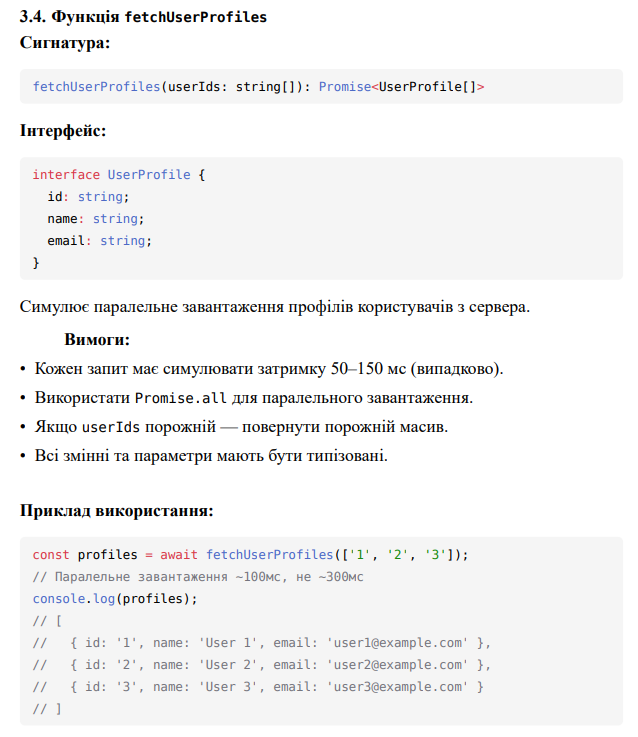 3.4. Функція fetchUserProfiles
Сигнатура:
fetchUserProfiles(userIds: string[]): Promise<UserProfile[]>
Інтерфейс:
interface UserProfile {
  id: string;
  name: string;
  email: string;
}
Симулює паралельне завантаження профілів користувачів з сервера.
Вимоги:
• Кожен запит має симулювати затримку 50–150 мс (випадково).
• Використати Promise.all для паралельного завантаження.
• Якщо userIds порожній — повернути порожній масив.
• Всі змінні та параметри мають бути типізовані.
Приклад використання:
const profiles = await fetchUserProfiles(['1', '2', '3']);
// Паралельне завантаження ~100мс, не ~300мс
console.log(profiles);
// [
//   { id: '1', name: 'User 1', email: 'user1@example.com' },
//   { id: '2', name: 'User 2', email: 'user2@example.com' },
//   { id: '3', name: 'User 3', email: 'user3@example.com' }
// ]